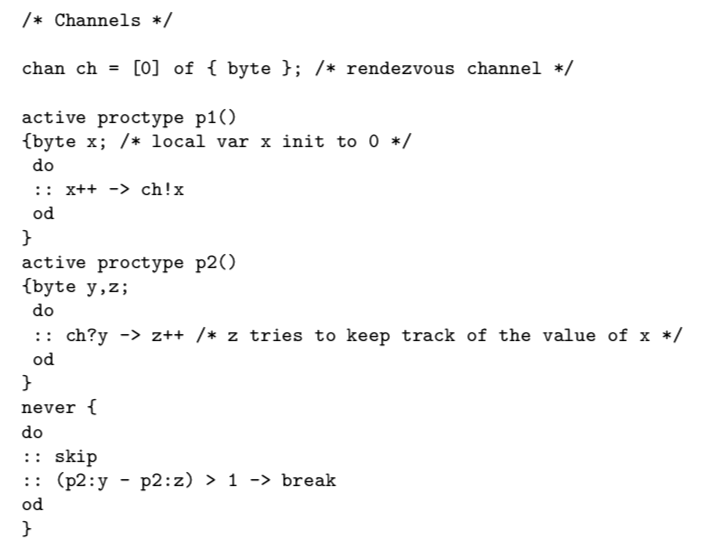 /* Channels */
chan ch = [0] of { byte }; /* rendezvous channel */
active proctype p1()
{byte x; /* local var x init to 0 */
do
:: x++ -> ch!x
od
}
active proctype p2()
{byte y,z;
do
:: ch?y -> z++ /* z tries to keep track of the value of x */
od
}
never {
do
:: skip
:: (p2:y - p2:z) > 1 -> break
od
}